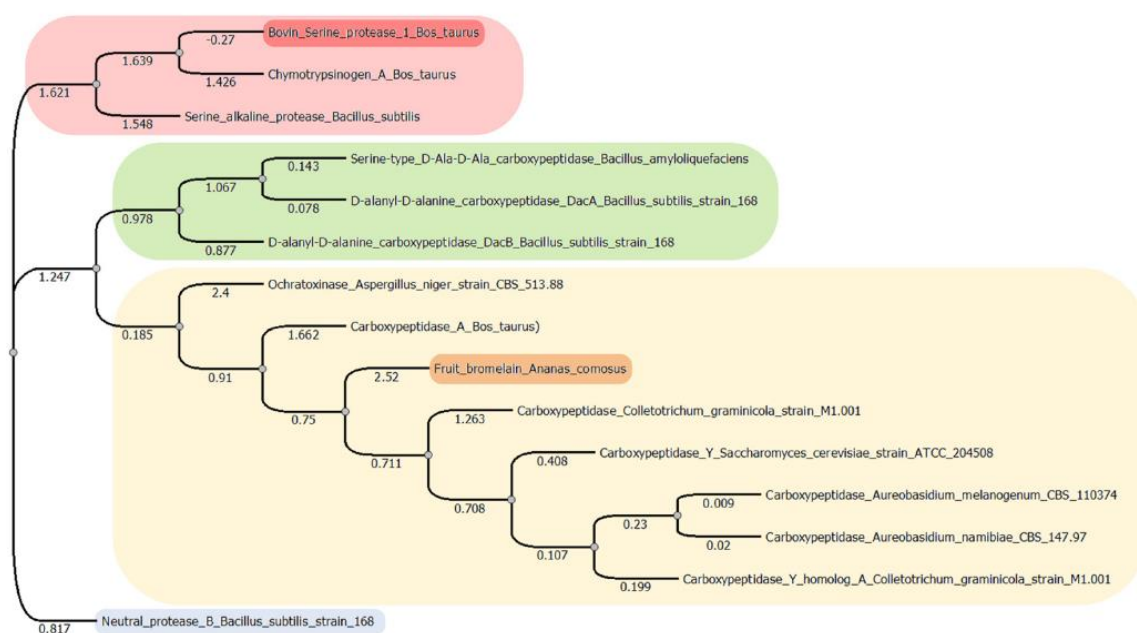 Bovin_Serine_protease_1_Bos_taurus
-0.27
1.639
Chymotrypsinogen_A_Bos_taurus
1.426
1.621
Serine_alkaline_protease_Bacillus_subtilis
1.548
Serine-type_D-Ala-D-Ala_carboxypeptidase_Bacillus_amyloliquefaciens
0.143
1.067
D-alanyl-D-alanine_carboxypeptidase_DacA_Bacillus_subtilis_strain_168
0.078
0.978
D-alanyl-D-alanine_carboxypeptidase_DacB_Bacillus_subtilis_strain_168
0.877
1.247
Ochratoxinase_Aspergillus_niger_strain_CBS_513.88
2.4
0.185
Carboxypeptidase_A_Bos_taurus)
1.662
0.91
Fruit_bromelain_Ananas_comosus
2.52
0.75
Carboxypeptidase_Colletotrichum_graminicola_strain_M1.001
1.263
0.711
Carboxypeptidase_Y_Saccharomyces_cerevisiae_strain_ATCC_204508
0.408
0.708
Carboxypeptidase_Aureobasidium_melanogenum_CBS_110374
0.009
0.23
Carboxypeptidase_Aureobasidium_namibiae_CBS_147.97
0.02
0.107
Carboxypeptidase_Y_homolog_A_Colletotrichum_graminicola_strain_M1.001
0.199
Neutral_protease_B_Bacillus_subtilis_strain_168
0.817